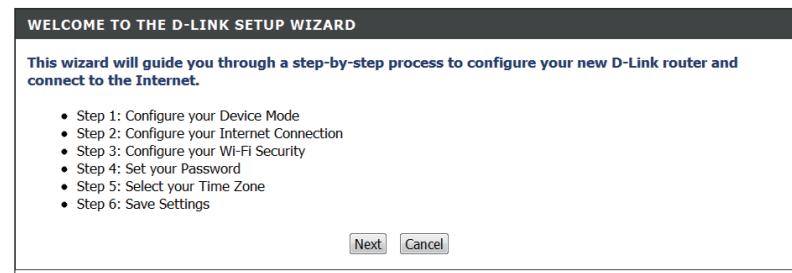 WELCOME TO THE D-LINK SETUP WIZARD
This wizard will guide you through a step-by-step process to configure your new D-Link router and
connect to the Internet.
• Step 1: Configure your Device Mode
• Step 2: Configure your Internet Connection
• Step 3: Configure your Wi-Fi Security
• Step 4: Set your Password
• Step 5: Select your Time Zone
• Step 6: Save Settings
Next Cancel